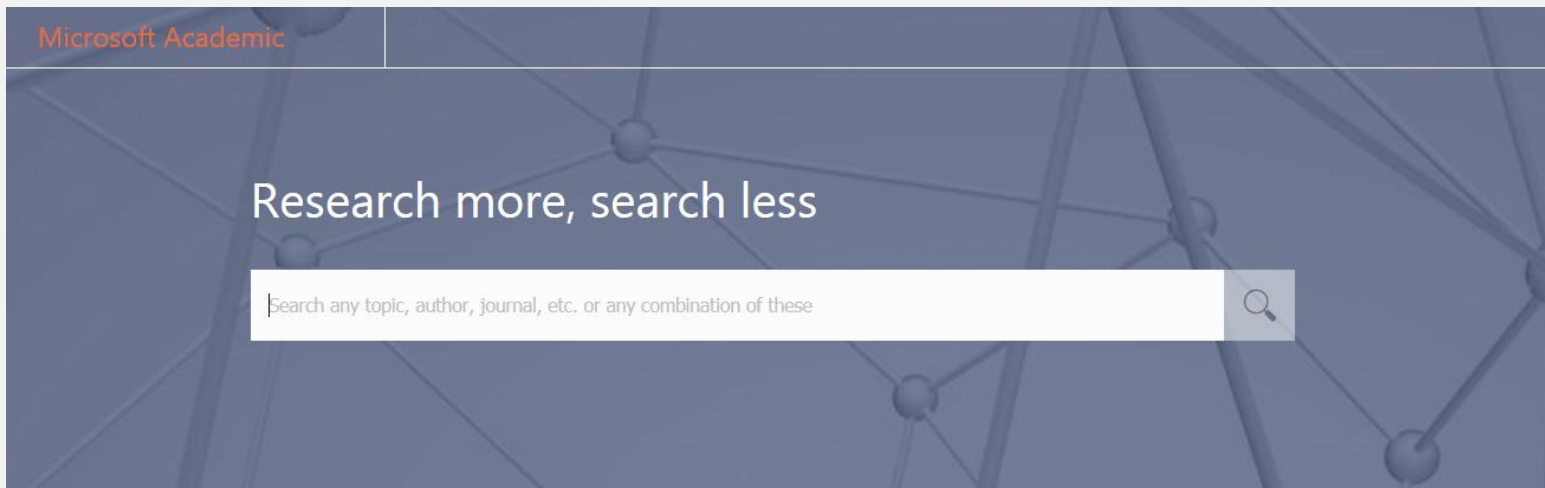 Microsoft Academic
Research more, search less
Search any topic, author, journal, etc. or any combination of these